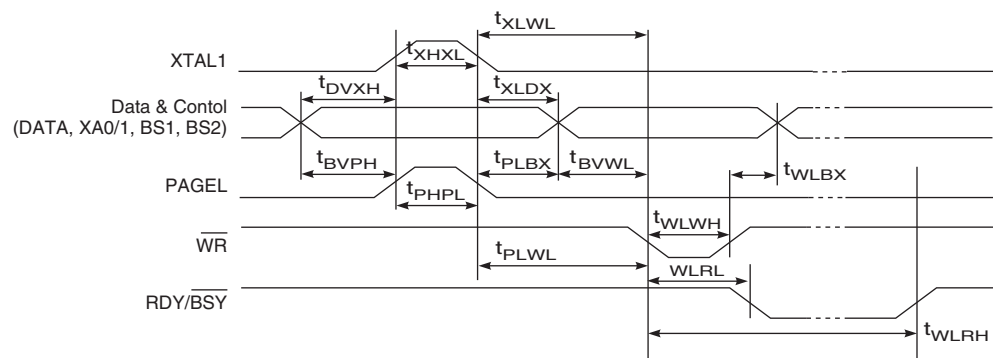 tXLWL
XTAL1
tXHXL
tDVXH
tXLDX
Data & Contol
(DATA, XA0/1, BS1, BS2)
tBVPH
tPLBX
tBVWL
tWLBX
PAGEL
tPHPL
tWLWH
WR
tPLWL
WLRL
RDY/BSY
tWLRH